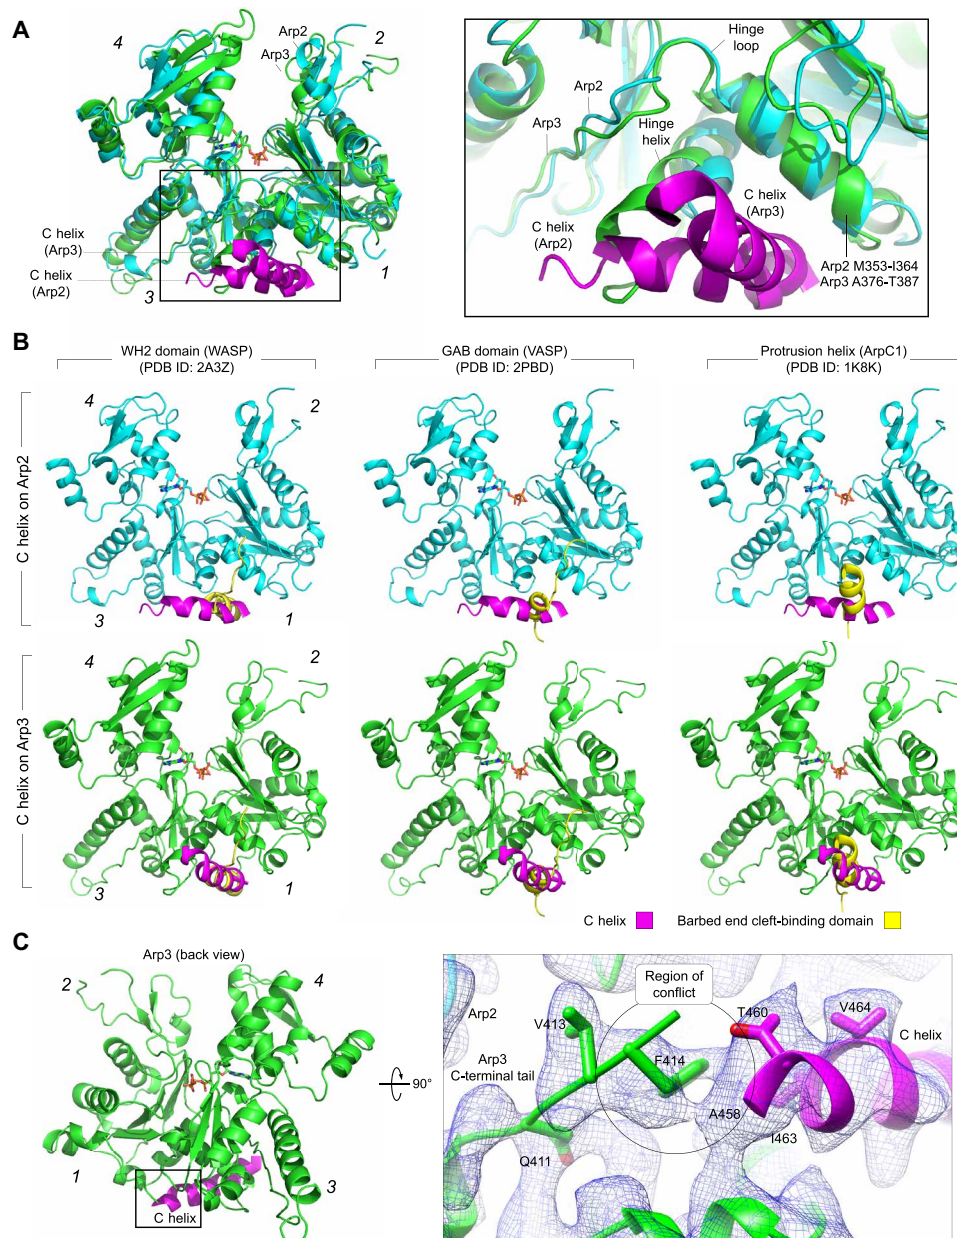 A
4
Arp2
2
Arp3
C helix
(Arp3)
C helix
(Arp2)
3
1
Hinge
loop
Arp2
Arp3
Hinge
helix
C helix
(Arp3)
C helix
(Arp2)
Arp2 M353-I364
Arp3 A376-T387
B
WH2 domain (WASP)
(PDB ID: 2A3Z)
GAB domain (VASP)
(PDB ID: 2PBD)
Protrusion helix (ArpC1)
(PDB ID: 1K8K)
C helix on Arp2
4
2
3
1
C helix on Arp3
4
2
3
1
C helix
Barbed end cleft-binding domain
C
Arp3 (back view)
2
4
1
3
C helix
90°
Region of
conflict
Arp2
V413
T460
V464
C helix
Arp3
C-terminal tail
F414
A458
I463
Q411